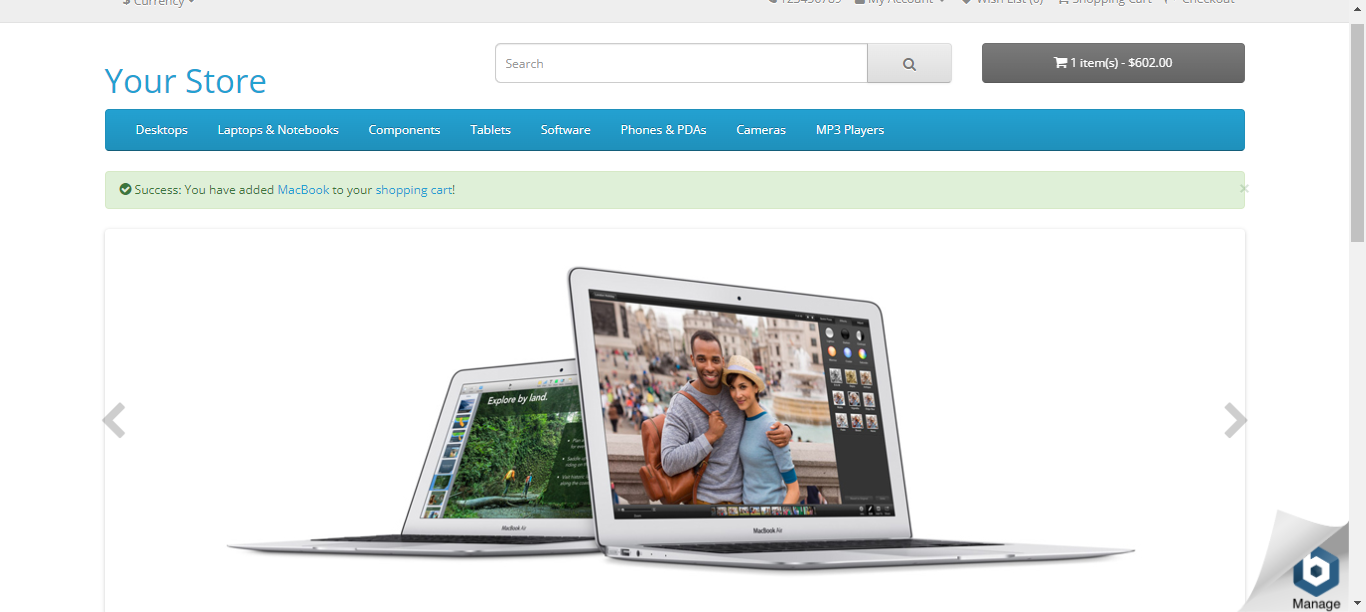 Currency 123456789 My Account Wish List (0) Shopping Cart Checkout
Search
1 item(s) - $602.00
Your Store
Desktops Laptops & Notebooks Components Tablets Software Phones & PDAs Cameras MP3 Players
Success: You have added MacBook to your shopping cart!
×
Explore by land.
MacBook Air
MacBook Air
Manage